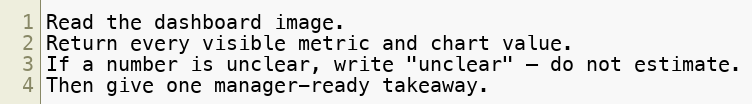 1 Read the dashboard image.
2 Return every visible metric and chart value.
3 If a number is unclear, write "unclear" — do not estimate.
4 Then give one manager-ready takeaway.